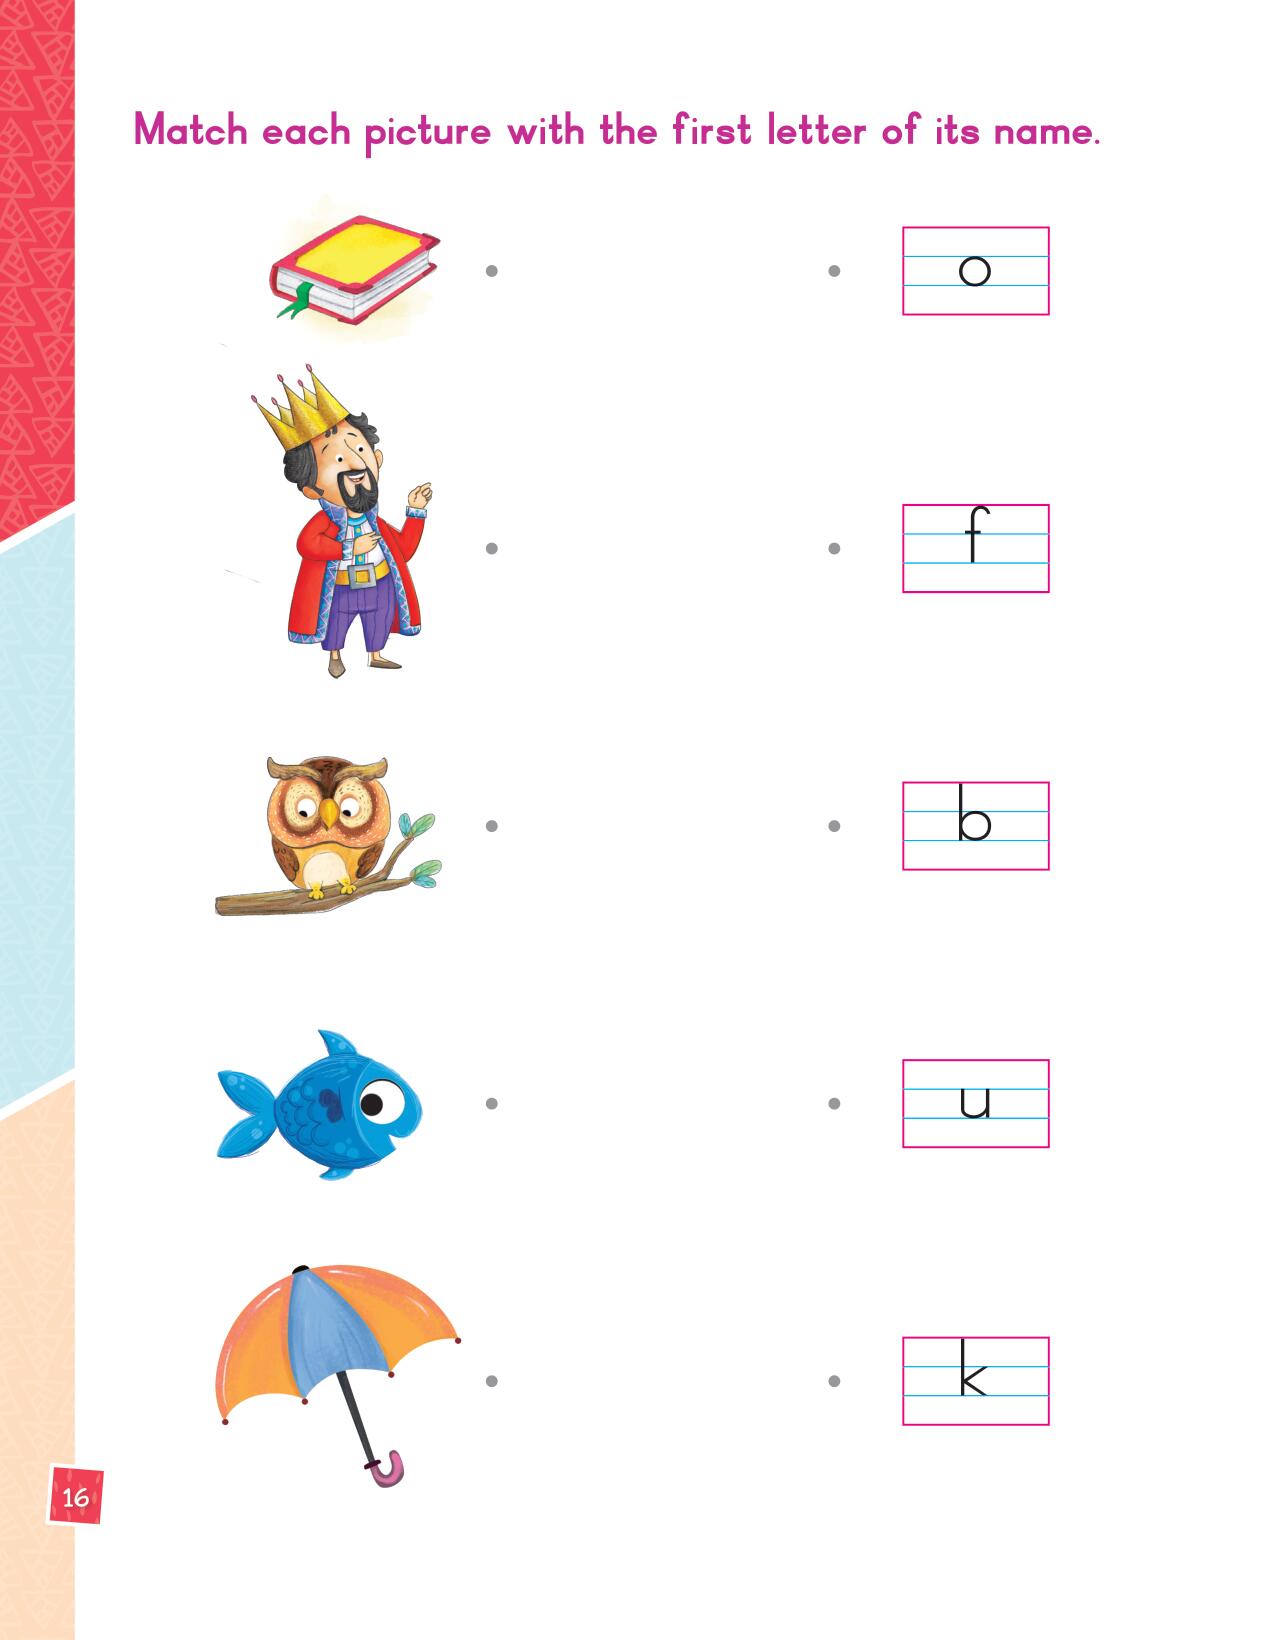 Match each picture with the first letter of its name.
o
f
b
u
k
16